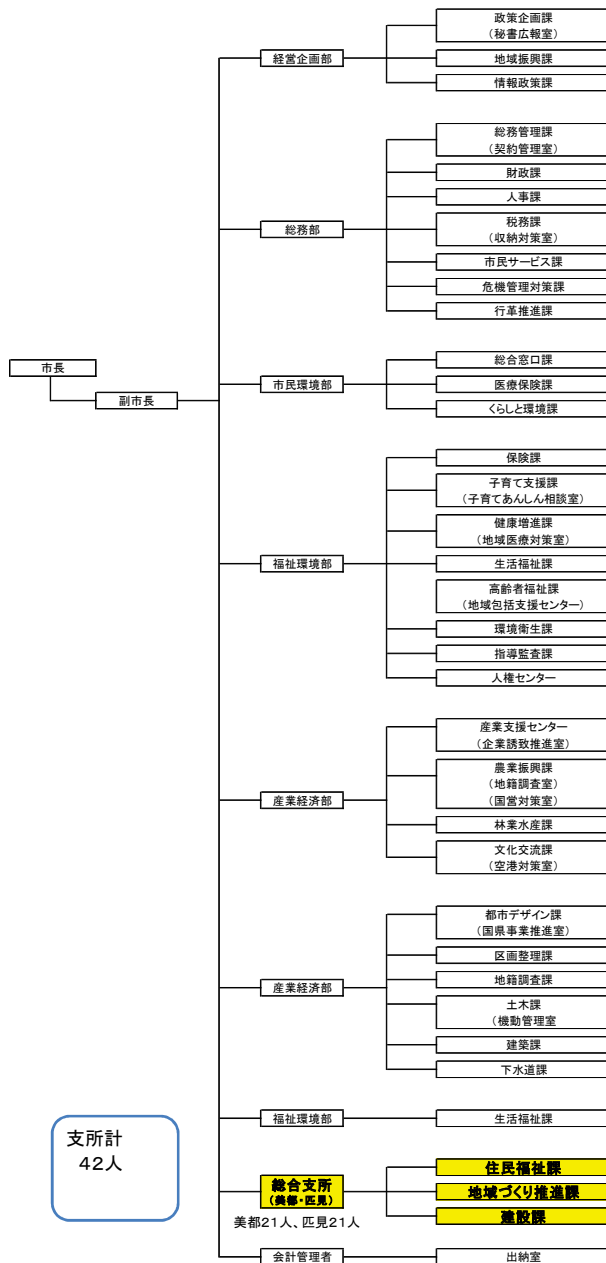 政策企画課
（秘書広報室）
経営企画部
地域振興課
情報政策課
総務管理課
（契約管理室）
財政課
人事課
総務部
税務課
（収納対策室）
市民サービス課
危機管理対策課
行革推進課
市長
副市長
市民環境部
総合窓口課
医療保険課
くらしと環境課
保険課
子育て支援課
（子育てあんしん相談室）
健康増進課
（地域医療対策室）
福祉環境部
生活福祉課
高齢者福祉課
（地域包括支援センター）
環境衛生課
指導監査課
人権センター
産業支援センター
（企業誘致推進室）
農業振興課
（地籍調査室）
（国営対策室）
産業経済部
林業水産課
文化交流課
（空港対策室）
都市デザイン課
（国県事業推進室）
区画整理課
地籍調査課
産業経済部
土木課
（機動管理室
建築課
下水道課
福祉環境部
生活福祉課
支所計
42人
総合支所
（美都・匹見）
美都21人、匹見21人
住民福祉課
地域づくり推進課
建設課
会計管理者
出納室